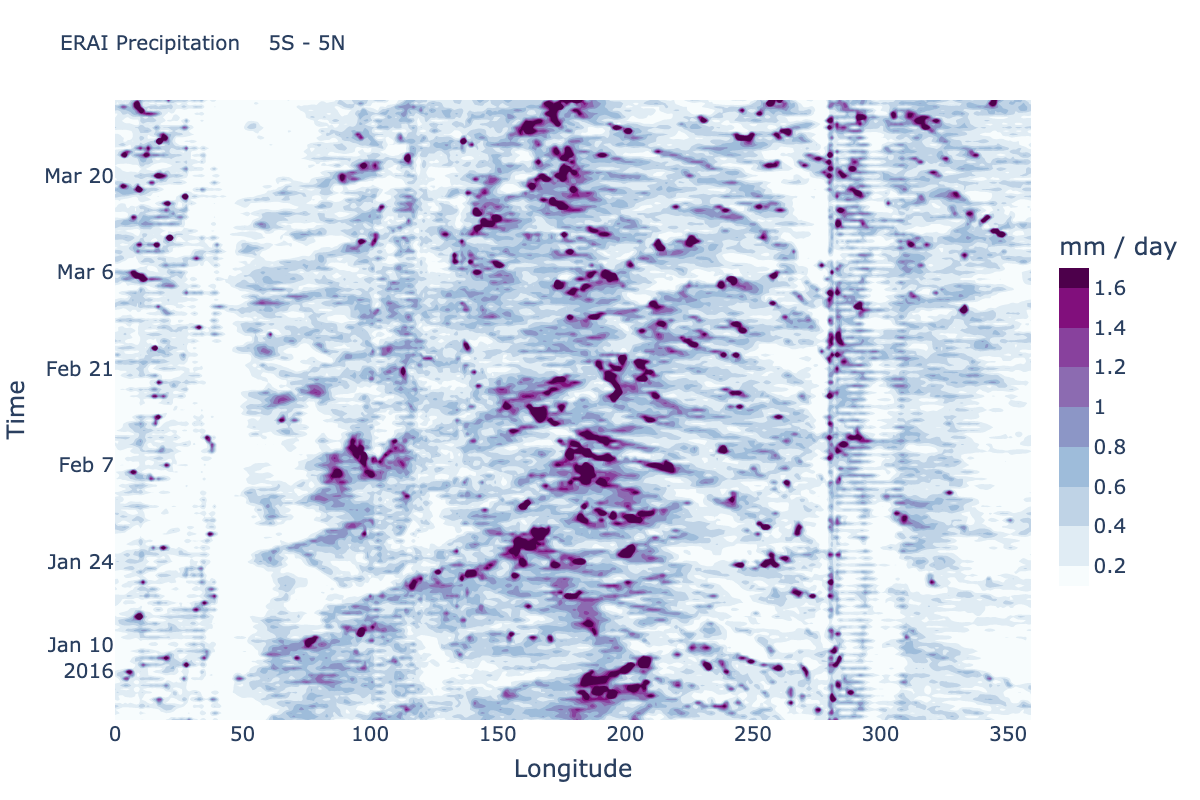 ERAI Precipitation    5S - 5N
mm / day
1.6
1.4
1.2
1
0.8
0.6
0.4
0.2
Time
Mar 20
Mar 6
Feb 21
Feb 7
Jan 24
Jan 10
2016
0 50 100 150 200 250 300 350
Longitude